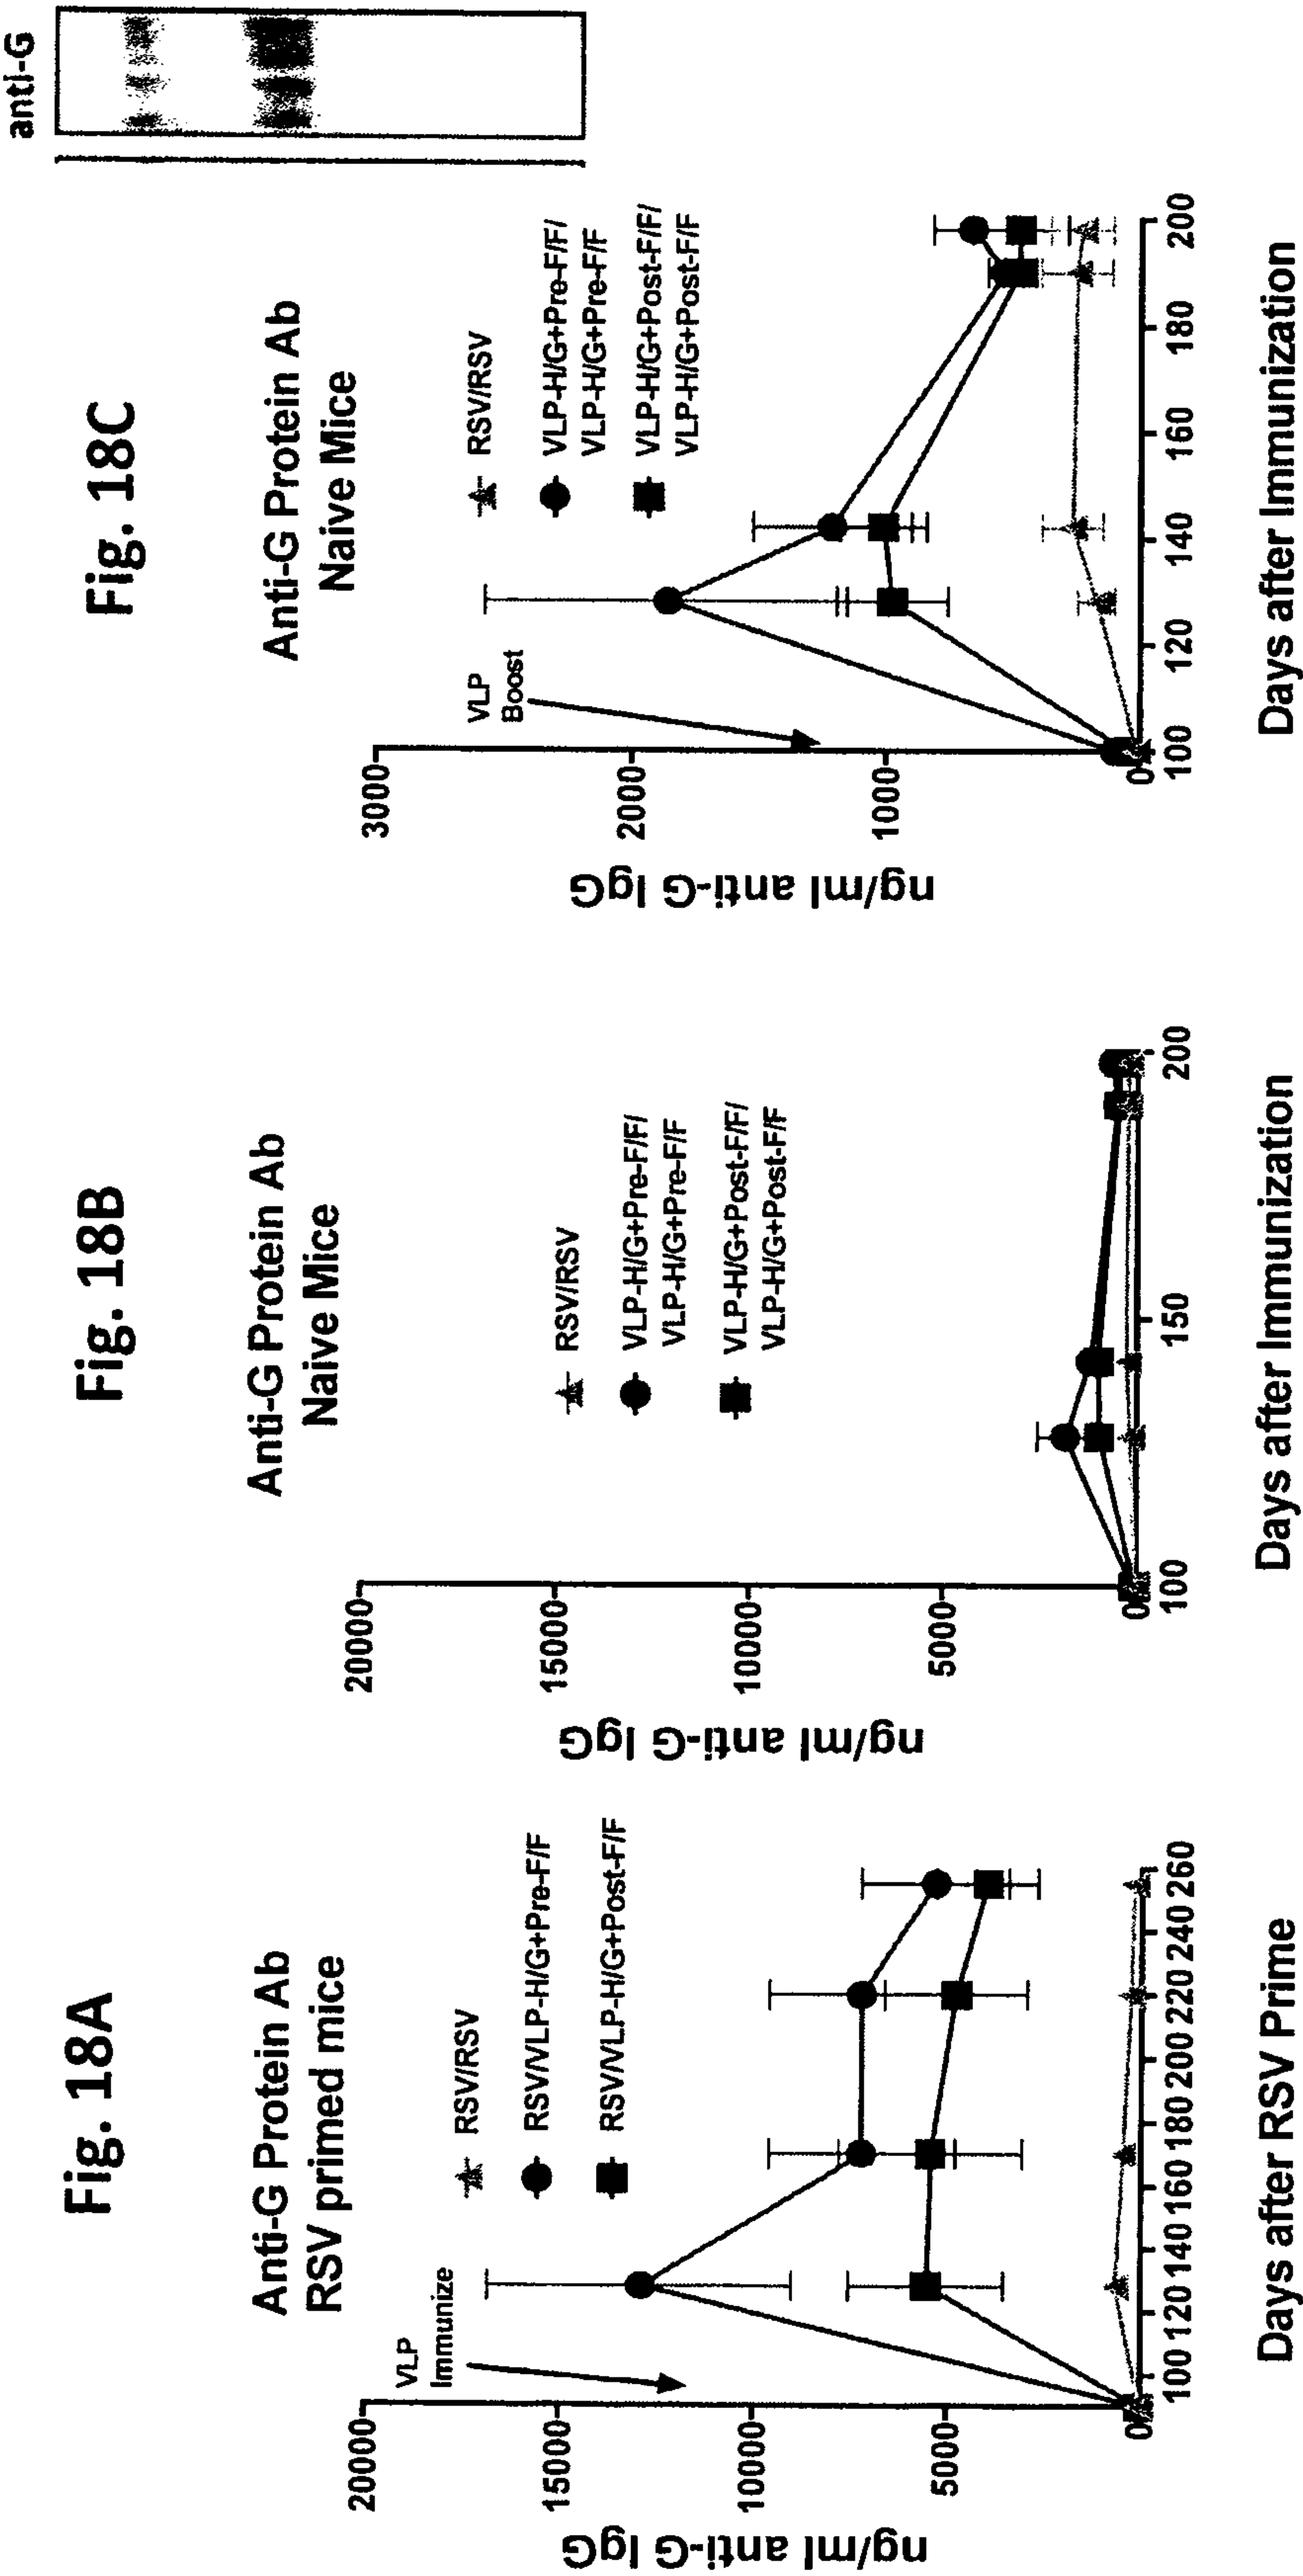 Fig. 18A
Anti-G Protein Ab
RSV primed mice
VLP
Immunize
RSV/RSV
RSV/VLP-H/G+Pre-F/F
RSV/VLP-H/G+Post-F/F
ng/ml anti-G IgG
20000
15000
10000
5000
0
100 120 140 160 180 200 220 240 260
Days after RSV Prime
Fig. 18B
Anti-G Protein Ab
Naive Mice
RSV/RSV
VLP-H/G+Pre-F/F/
VLP-H/G+Pre-F/F
VLP-H/G+Post-F/F/
VLP-H/G+Post-F/F
ng/ml anti-G IgG
20000
15000
10000
5000
0
100 150 200
Days after Immunization
Fig. 18C
Anti-G Protein Ab
Naive Mice
VLP
Boost
RSV/RSV
VLP-H/G+Pre-F/F/
VLP-H/G+Pre-F/F
VLP-H/G+Post-F/F/
VLP-H/G+Post-F/F
ng/ml anti-G IgG
3000
2000
1000
0
100 120 140 160 180 200
Days after Immunization
anti-G